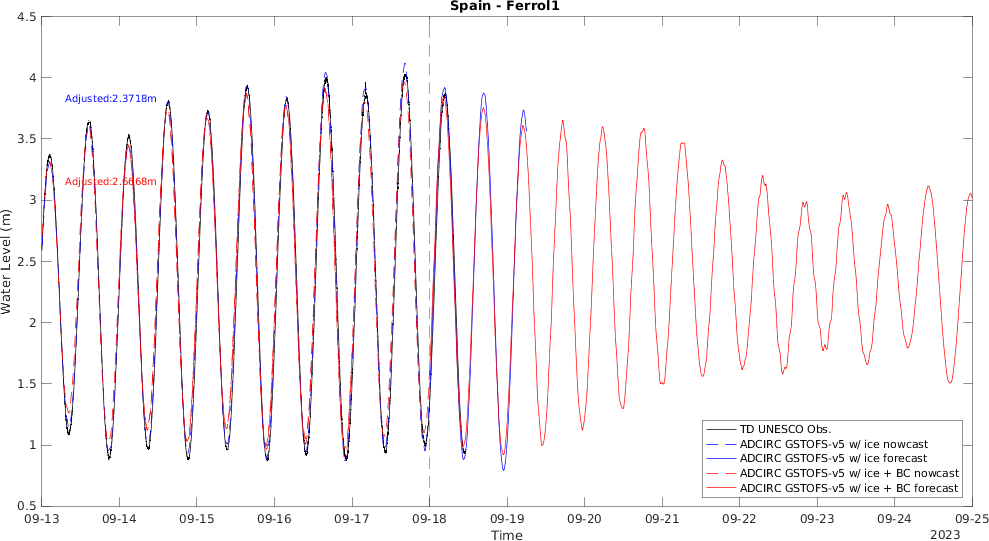 Spain - Ferrol1
4.5
4
3.5
3
2.5
2
1.5
1
0.5
Water Level (m)
Adjusted:2.3718m
Adjusted:2.6668m
TD UNESCO Obs.
ADCIRC GSTOFS-v5 w/ ice nowcast
ADCIRC GSTOFS-v5 w/ ice forecast
ADCIRC GSTOFS-v5 w/ ice + BC nowcast
ADCIRC GSTOFS-v5 w/ ice + BC forecast
09-13 09-14 09-15 09-16 09-17 09-18 09-19 09-20 09-21 09-22 09-23 09-24 09-25
Time
2023